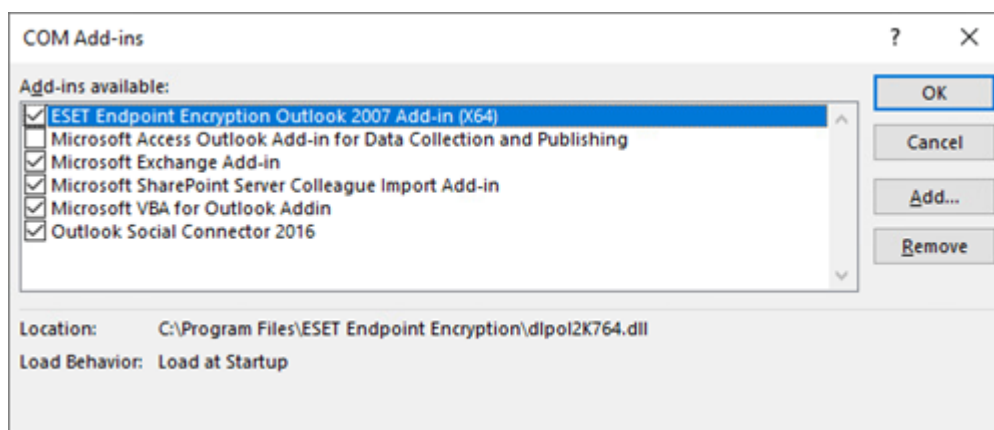 COM Add-ins
?
Add-ins available:
ESET Endpoint Encryption Outlook 2007 Add-in (X64)
Microsoft Access Outlook Add-in for Data Collection and Publishing
Microsoft Exchange Add-in
Microsoft SharePoint Server Colleague Import Add-in
Microsoft VBA for Outlook Addin
Outlook Social Connector 2016
OK
Cancel
Add...
Remove
Location: C:\Program Files\ESET Endpoint Encryption\dlpol2K764.dll
Load Behavior: Load at Startup